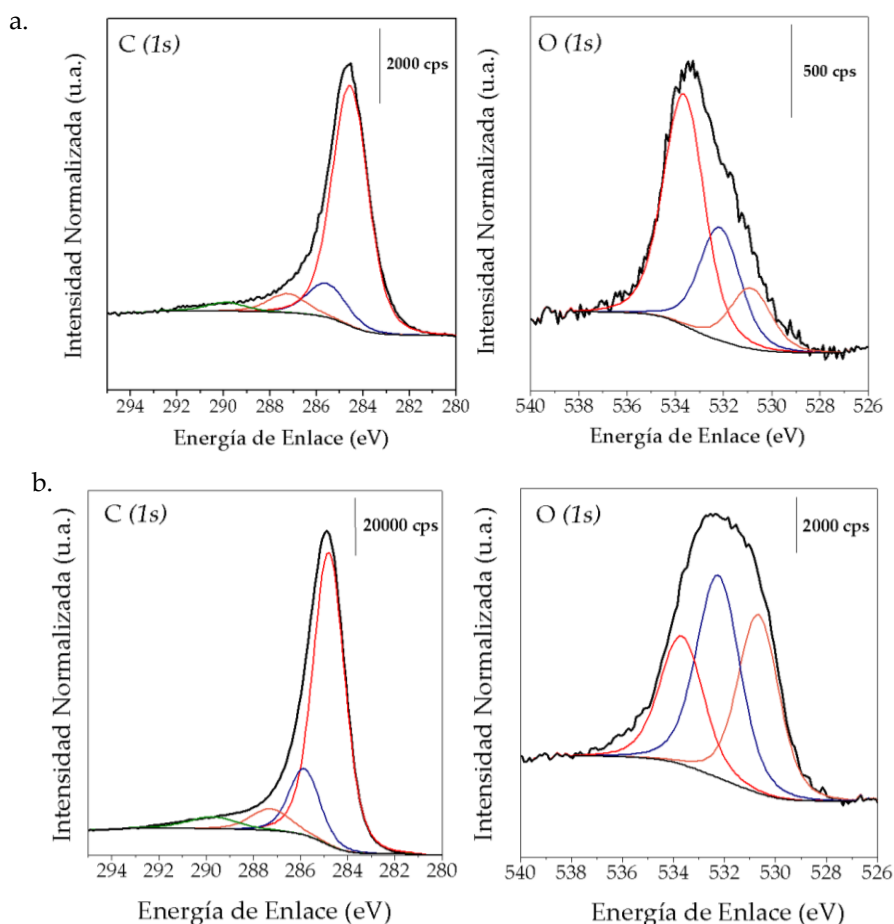 a.
C (1s)
2000 cps
Intensidad Normalizada (u.a.)
294 292 290 288 286 284 282 280
Energía de Enlace (eV)
O (1s)
500 cps
Intensidad Normalizada (u.a.)
540 538 536 534 532 530 528 526
Energía de Enlace (eV)
b.
C (1s)
20000 cps
Intensidad Normalizada (u.a.)
294 292 290 288 286 284 282 280
Energía de Enlace (eV)
O (1s)
2000 cps
Intensidad Normalizada (u.a.)
540 538 536 534 532 530 528 526
Energía de Enlace (eV)